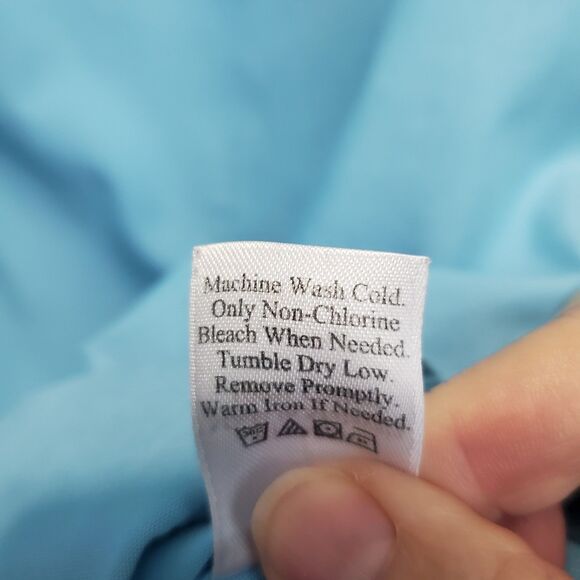 Machine Wash Cold.
Only Non-Chlorine
Bleach When Needed.
Tumble Dry Low.
Remove Promptly.
Warm Iron If Needed.